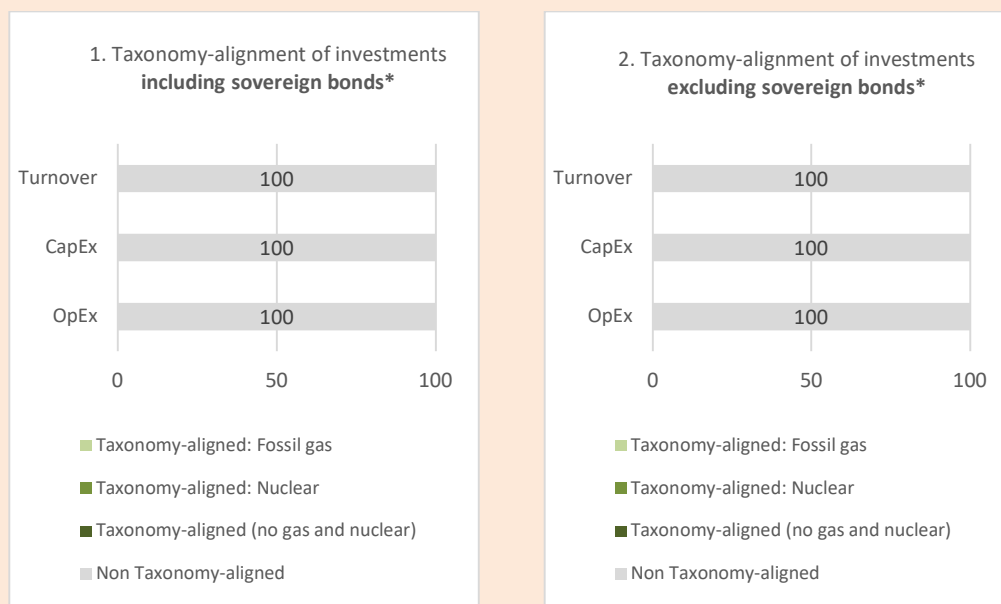 1. Taxonomy-alignment of investments
including sovereign bonds*
Turnover
100
CapEx
100
OpEx
100
0 50 100
Taxonomy-aligned: Fossil gas
Taxonomy-aligned: Nuclear
Taxonomy-aligned (no gas and nuclear)
Non Taxonomy-aligned
2. Taxonomy-alignment of investments
excluding sovereign bonds*
Turnover
100
CapEx
100
OpEx
100
0 50 100
Taxonomy-aligned: Fossil gas
Taxonomy-aligned: Nuclear
Taxonomy-aligned (no gas and nuclear)
Non Taxonomy-aligned